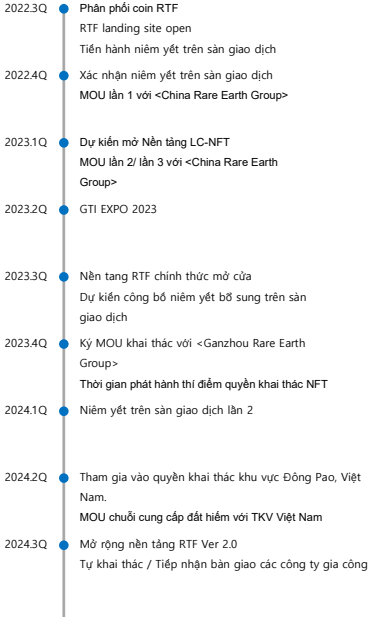 2022.3Q Phân phối coin RTF
RTF landing site open
Tiến hành niêm yết trên sàn giao dịch
2022.4Q Xác nhận niêm yết trên sàn giao dịch
MOU lần 1 với <China Rare Earth Group>
2023.1Q Dự kiến mở Nền tảng LC-NFT
MOU lần 2/ lần 3 với <China Rare Earth
Group>
2023.2Q GTI EXPO 2023
2023.3Q Nền tang RTF chính thức mở cửa
Dự kiến công bố niêm yết bổ sung trên sàn
giao dịch
2023.4Q Ký MOU khai thác với <Ganzhou Rare Earth
Group>
Thời gian phát hành thí điểm quyền khai thác NFT
2024.1Q Niêm yết trên sàn giao dịch lần 2
2024.2Q Tham gia vào quyền khai thác khu vực Đông Pao, Việt
Nam.
MOU chuỗi cung cấp đất hiếm với TKV Việt Nam
2024.3Q Mở rộng nền tảng RTF Ver 2.0
Tự khai thác / Tiếp nhận bàn giao các công ty gia công